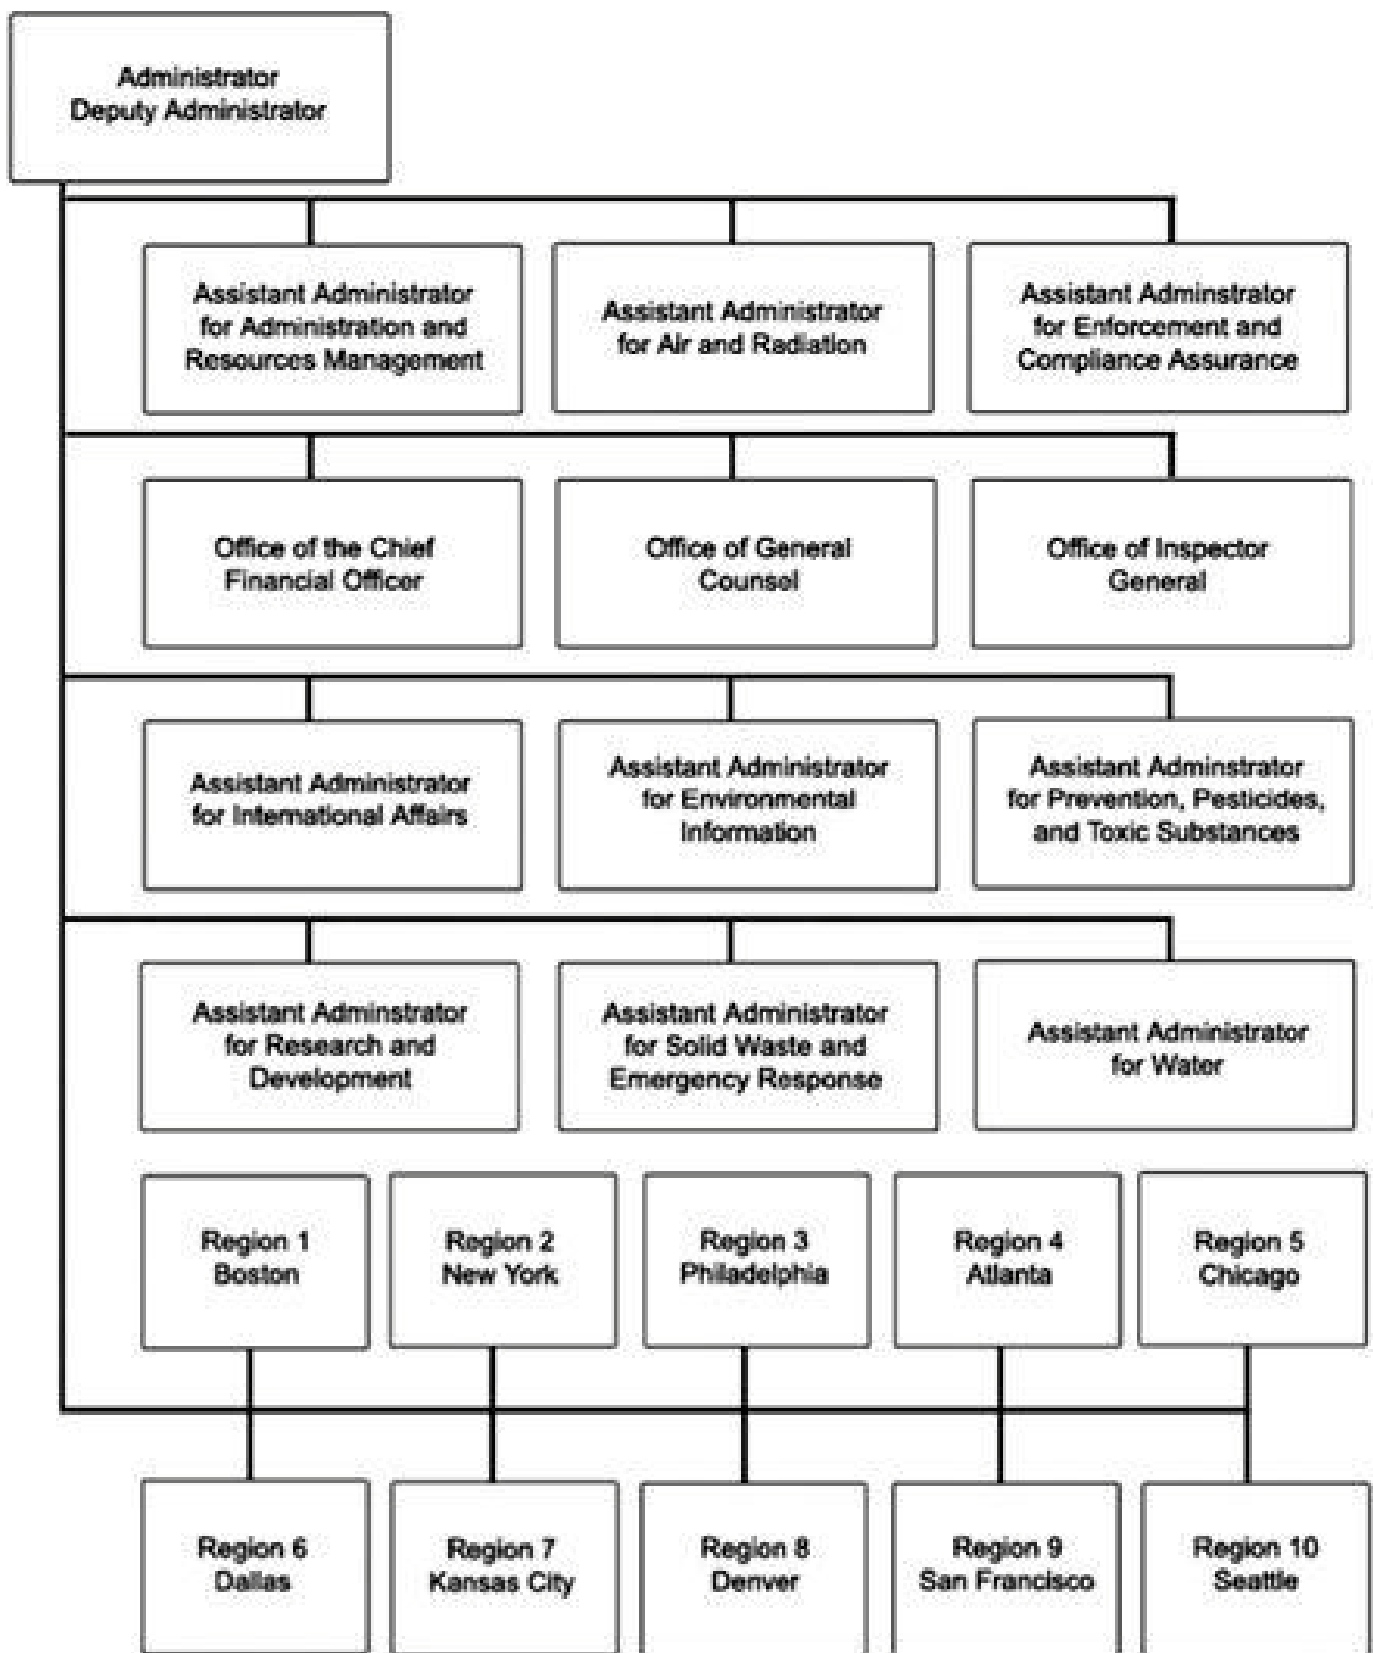 Administrator
Deputy Administrator
Assistant Administrator
for Administration and
Resources Management
Assistant Administrator
for Air and Radiation
Assistant Adminstrator
for Enforcement and
Compliance Assurance
Office of the Chief
Financial Officer
Office of General
Counsel
Office of Inspector
General
Assistant Administrator
for International Affairs
Assistant Administrator
for Environmental
Information
Assistant Adminstrator
for Prevention, Pesticides,
and Toxic Substances
Assistant Adminstrator
for Research and
Development
Assistant Administrator
for Solid Waste and
Emergency Response
Assistant Administrator
for Water
Region 1
Boston
Region 2
New York
Region 3
Philadelphia
Region 4
Atlanta
Region 5
Chicago
Region 6
Dallas
Region 7
Kansas City
Region 8
Denver
Region 9
San Francisco
Region 10
Seattle